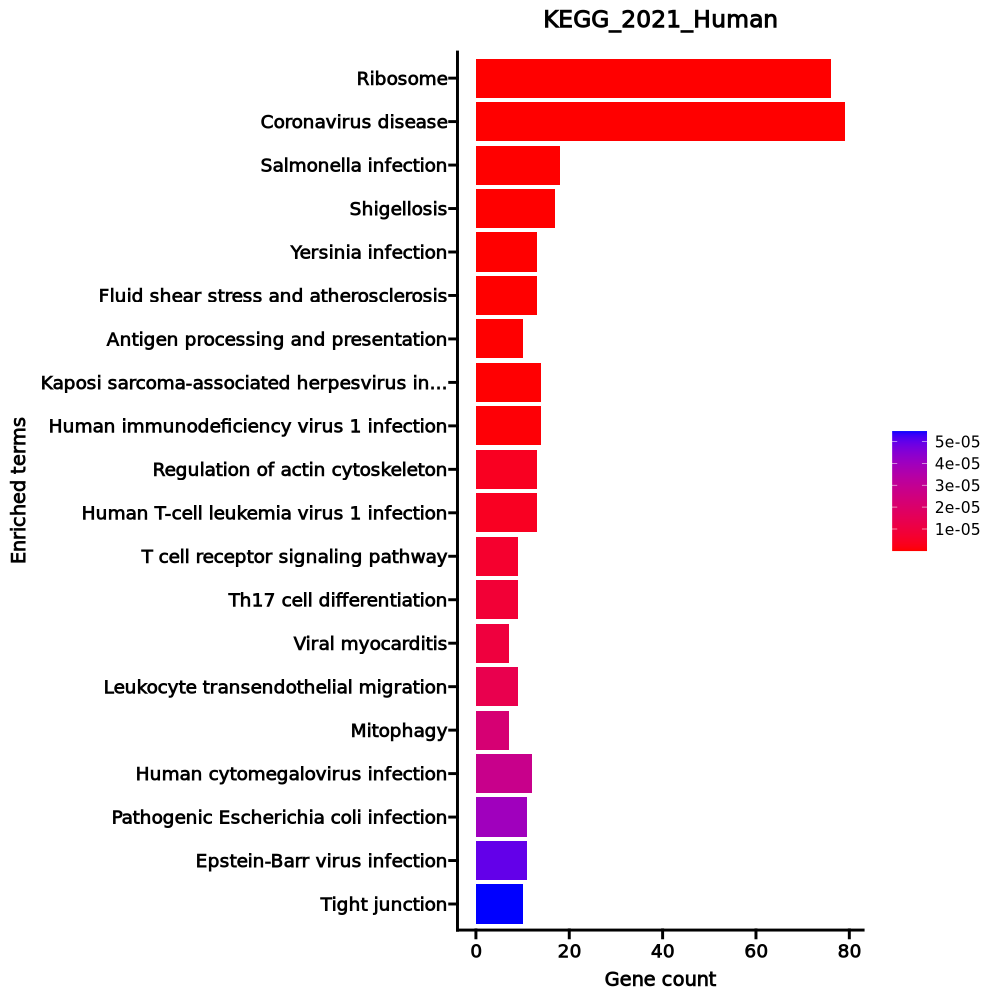 KEGG_2021_Human
Ribosome
Coronavirus disease
Salmonella infection
Shigellosis
Yersinia infection
Fluid shear stress and atherosclerosis
Antigen processing and presentation
Kaposi sarcoma-associated herpesvirus in...
Human immunodeficiency virus 1 infection
Regulation of actin cytoskeleton
Human T-cell leukemia virus 1 infection
T cell receptor signaling pathway
Th17 cell differentiation
Viral myocarditis
Leukocyte transendothelial migration
Mitophagy
Human cytomegalovirus infection
Pathogenic Escherichia coli infection
Epstein-Barr virus infection
Tight junction
Enriched terms
0 20 40 60 80
Gene count
5e-05
4e-05
3e-05
2e-05
1e-05